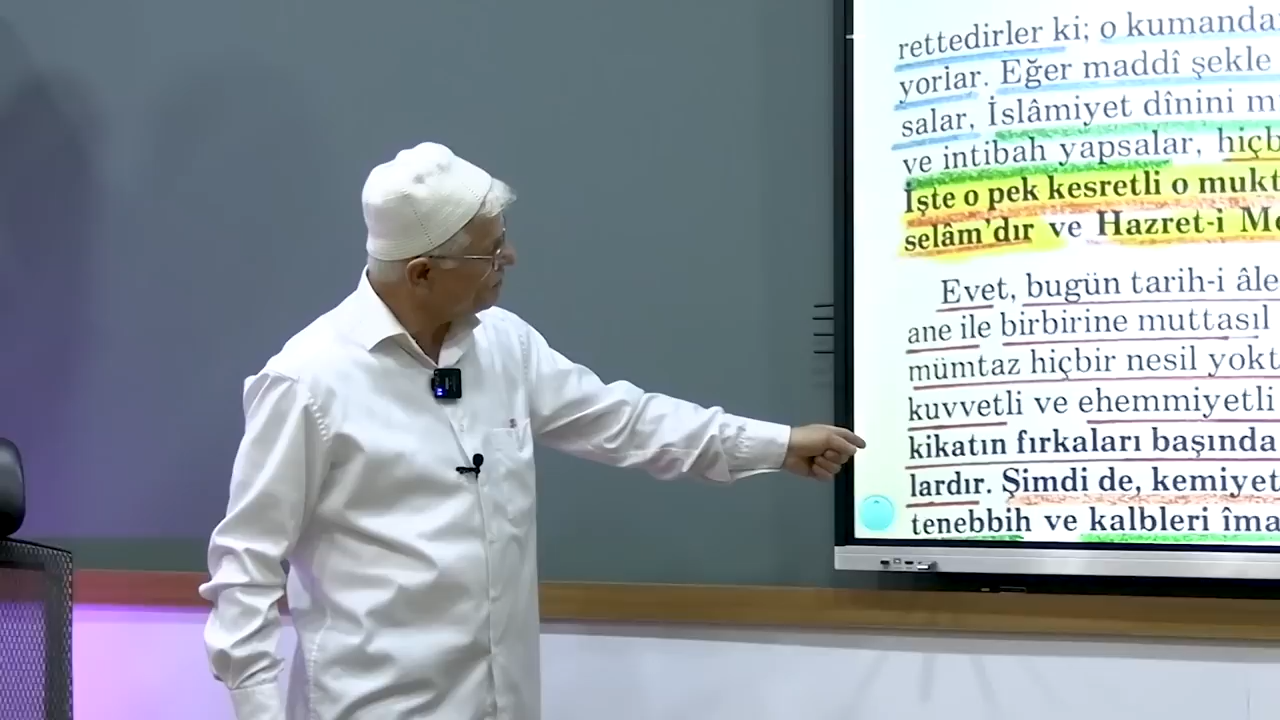 rettedirler ki; o kumanda
yorlar. Eğer maddî şekle
salar, İslâmiyet dînini m
ve intibah yapsalar, hiçb
İşte o pek kesretli o mukt
selâm'dır ve Hazret-i M
Evet, bugün tarih-i âle
ane ile birbirine muttasıl
mümtaz hiçbir nesil yokt
kuvvetli ve ehemmiyetli
kikatın fırkaları başında
lardır. Şimdi de, kemiyet
tenebbih ve kalbleri îma